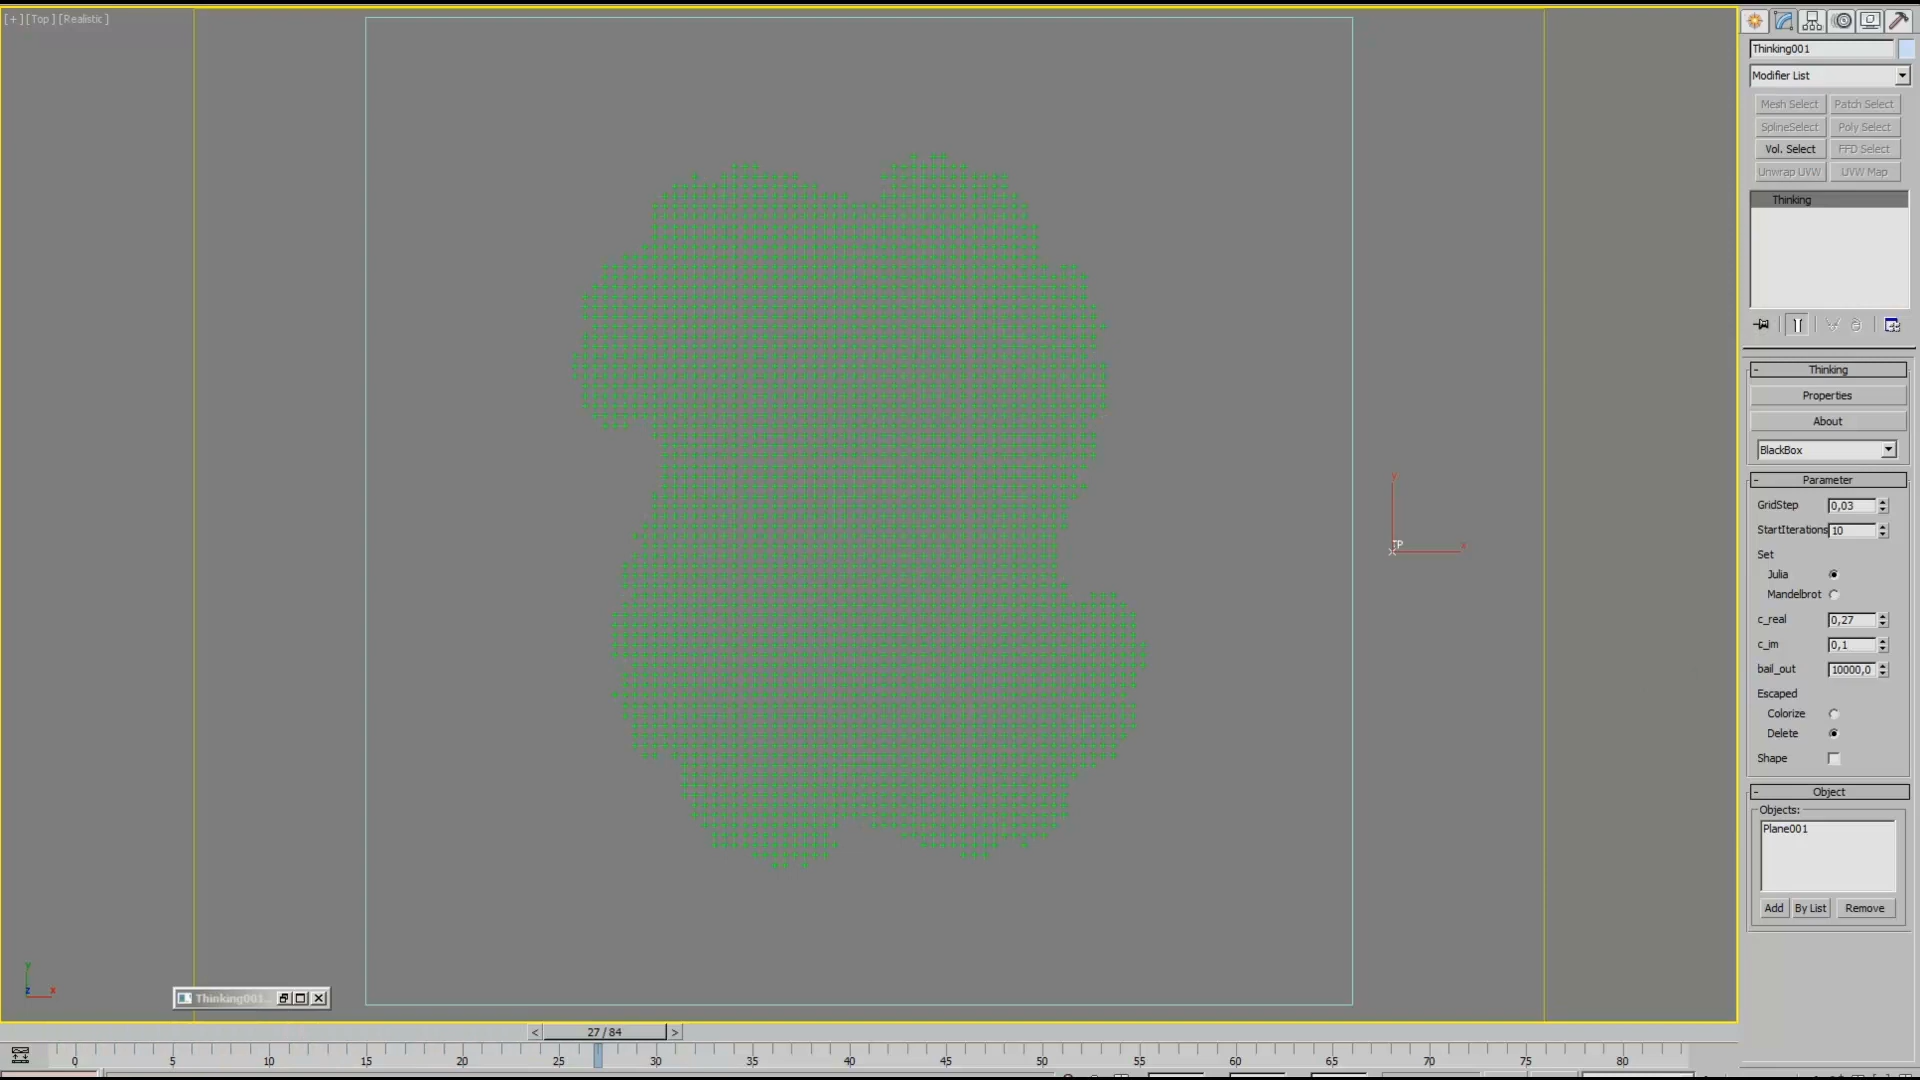 [+][Top][Realistic]
Thinking001
Modifier List
Mesh Select Patch Select
SplineSelect Poly Select
Vol. Select FFD Select
Unwrap UVW UVW Map
Thinking
- Thinking
Properties
About
BlackBox
- Parameter
GridStep 0,03
StartIterations 10
Set
Julia
Mandelbrot
c_real 0,27
c_im 0,1
bail_out 10000,0
Escaped
Colorize
Delete
Shape
- Object
Objects:
Plane001
Add By List Remove
y
TP
x
y
z x
Thinking001...
< 27 / 84 >
0 5 10 15 20 25 30 35 40 45 50 55 60 65 70 75 80